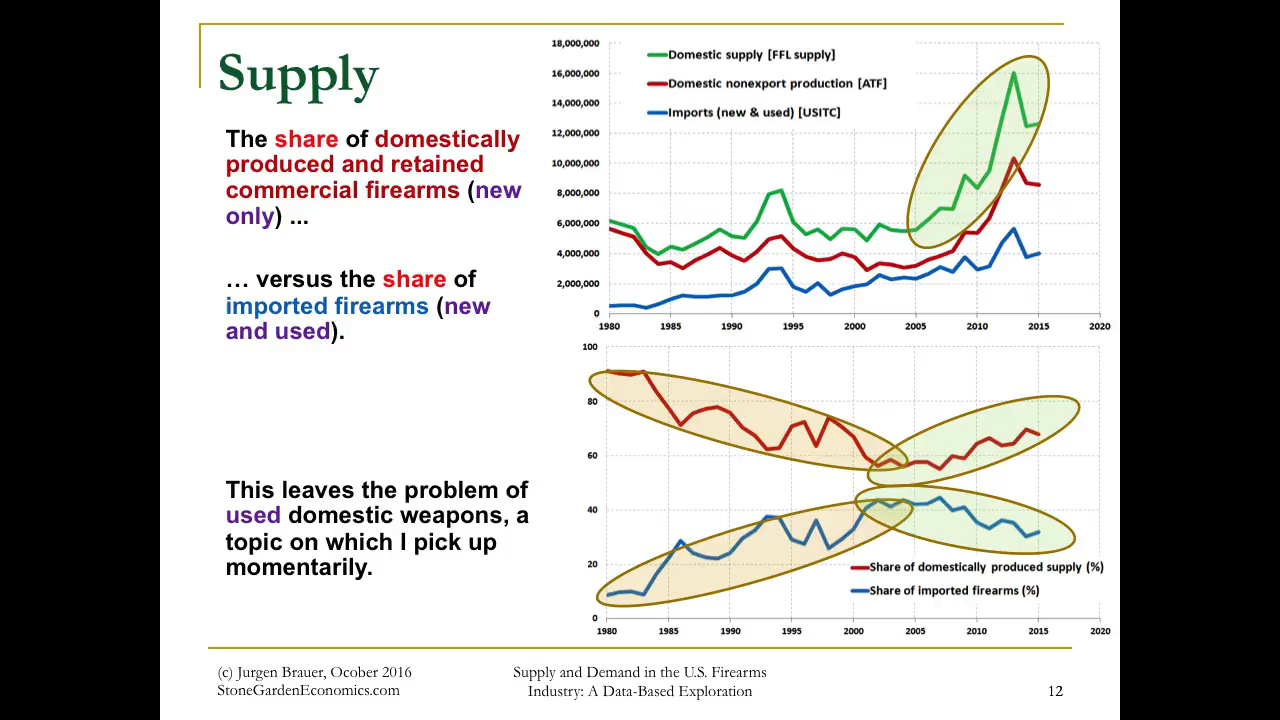 Supply
The share of domestically
produced and retained
commercial firearms (new
only) ...
… versus the share of
imported firearms (new
and used).
This leaves the problem of
used domestic weapons, a
topic on which I pick up
momentarily.
18,000,000
16,000,000
14,000,000
12,000,000
10,000,000
8,000,000
6,000,000
4,000,000
2,000,000
0
Domestic supply [FFL supply]
Domestic nonexport production [ATF]
Imports (new & used) [USITC]
1980 1985 1990 1995 2000 2005 2010 2015 2020
100
80
60
40
20
0
Share of domestically produced supply (%)
Share of imported firearms (%)
1980 1985 1990 1995 2000 2005 2010 2015 2020
(c) Jurgen Brauer, Ocober 2016
StoneGardenEconomics.com
Supply and Demand in the U.S. Firearms
Industry: A Data-Based Exploration
12